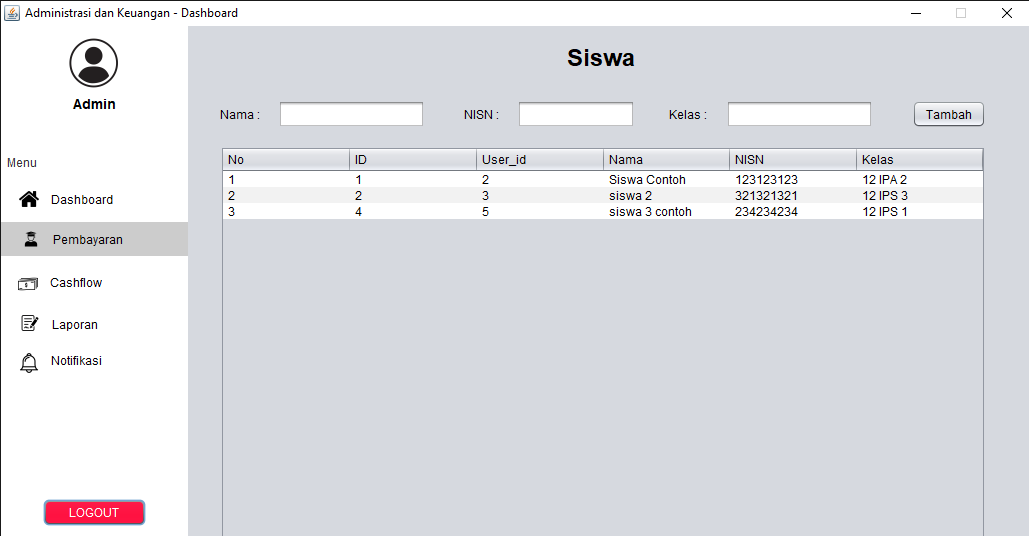 Administrasi dan Keuangan - Dashboard
Siswa
Admin
Nama :
NISN :
Kelas :
Tambah
Menu
Dashboard
Pembayaran
Cashflow
Laporan
Notifikasi
LOGOUT
No ID User_id Nama NISN Kelas
1 1 2 Siswa Contoh 123123123 12 IPA 2
2 2 3 siswa 2 321321321 12 IPS 3
3 4 5 siswa 3 contoh 234234234 12 IPS 1